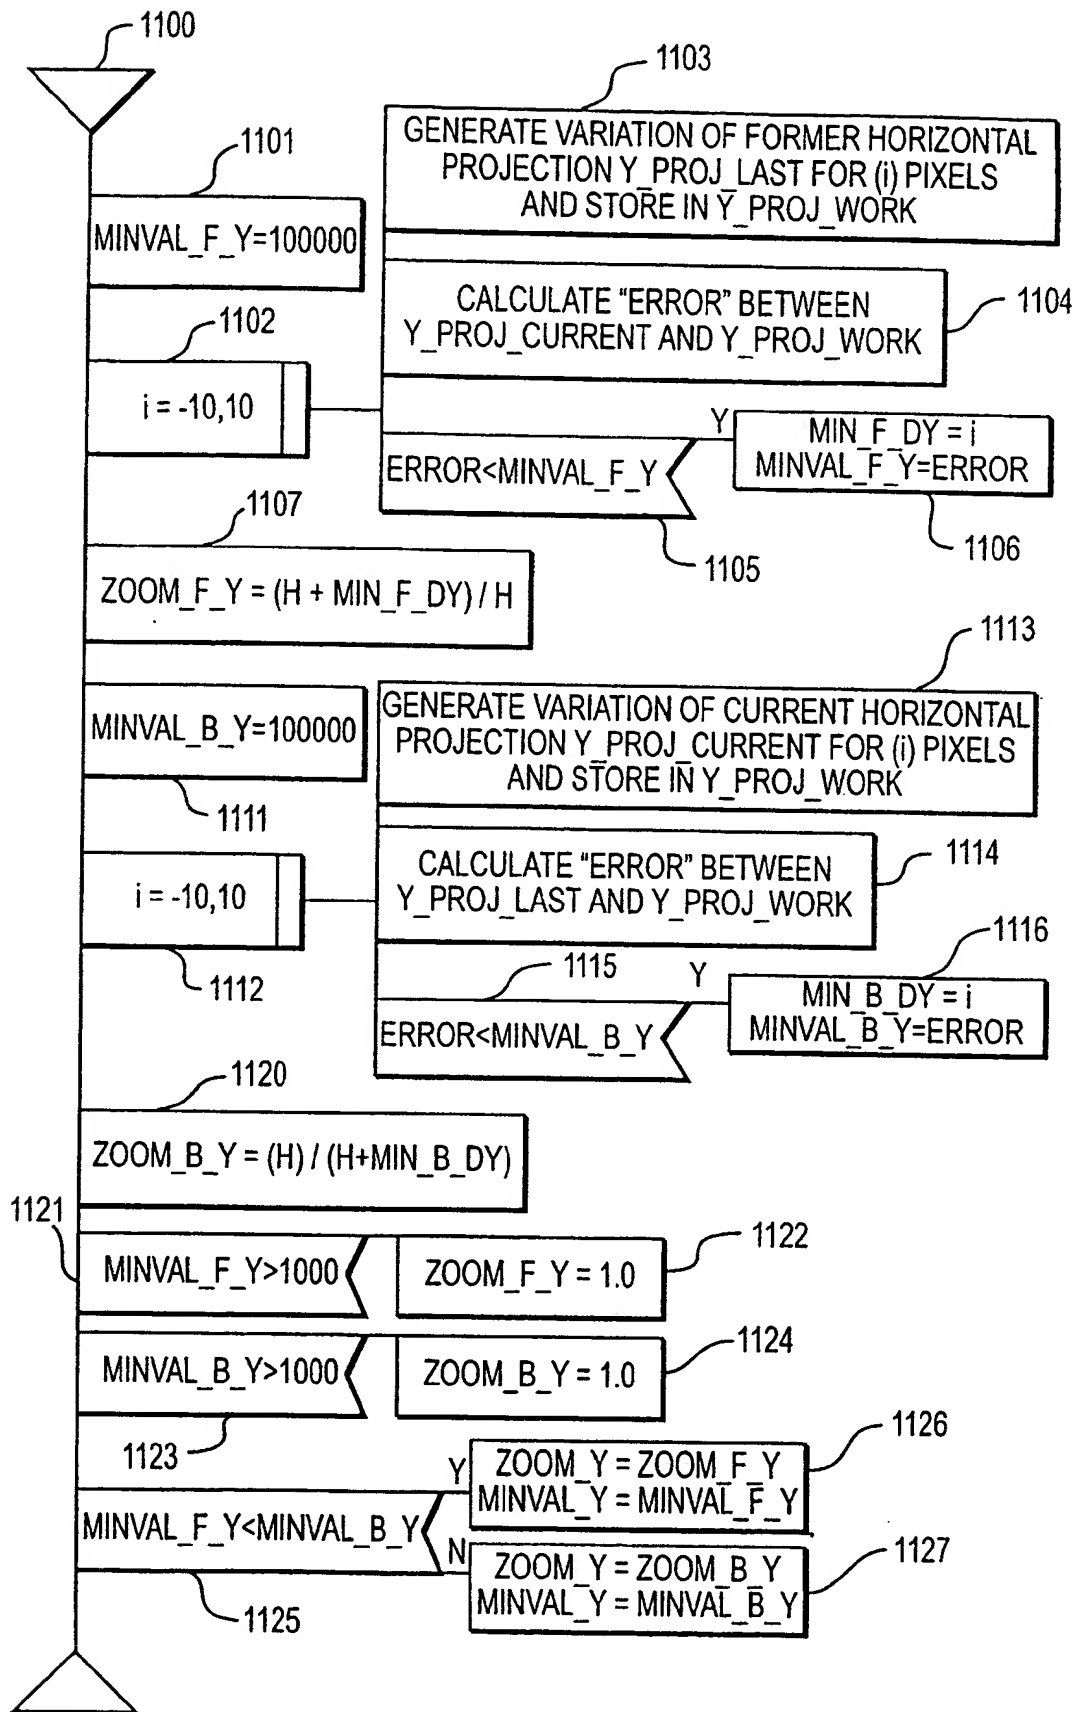 1100
1103
GENERATE VARIATION OF FORMER HORIZONTAL
PROJECTION Y_PROJ_LAST FOR (i) PIXELS
AND STORE IN Y_PROJ_WORK
1101
MINVAL_F_Y=100000
CALCULATE “ERROR” BETWEEN
Y_PROJ_CURRENT AND Y_PROJ_WORK
1104
1102
i = -10,10
ERROR<MINVAL_F_Y
Y
MIN_F_DY = i
MINVAL_F_Y=ERROR
1105
1106
1107
ZOOM_F_Y = (H + MIN_F_DY) / H
1113
MINVAL_B_Y=100000
1111
GENERATE VARIATION OF CURRENT HORIZONTAL
PROJECTION Y_PROJ_CURRENT FOR (i) PIXELS
AND STORE IN Y_PROJ_WORK
CALCULATE “ERROR” BETWEEN
Y_PROJ_LAST AND Y_PROJ_WORK
1114
i = -10,10
1112
1115
ERROR<MINVAL_B_Y
Y
1116
MIN_B_DY = i
MINVAL_B_Y=ERROR
1120
ZOOM_B_Y = (H) / (H+MIN_B_DY)
1121
MINVAL_F_Y>1000
ZOOM_F_Y = 1.0
1122
MINVAL_B_Y>1000
ZOOM_B_Y = 1.0
1124
1123
MINVAL_F_Y<MINVAL_B_Y
Y
ZOOM_Y = ZOOM_F_Y
MINVAL_Y = MINVAL_F_Y
1126
N
ZOOM_Y = ZOOM_B_Y
MINVAL_Y = MINVAL_B_Y
1127
1125